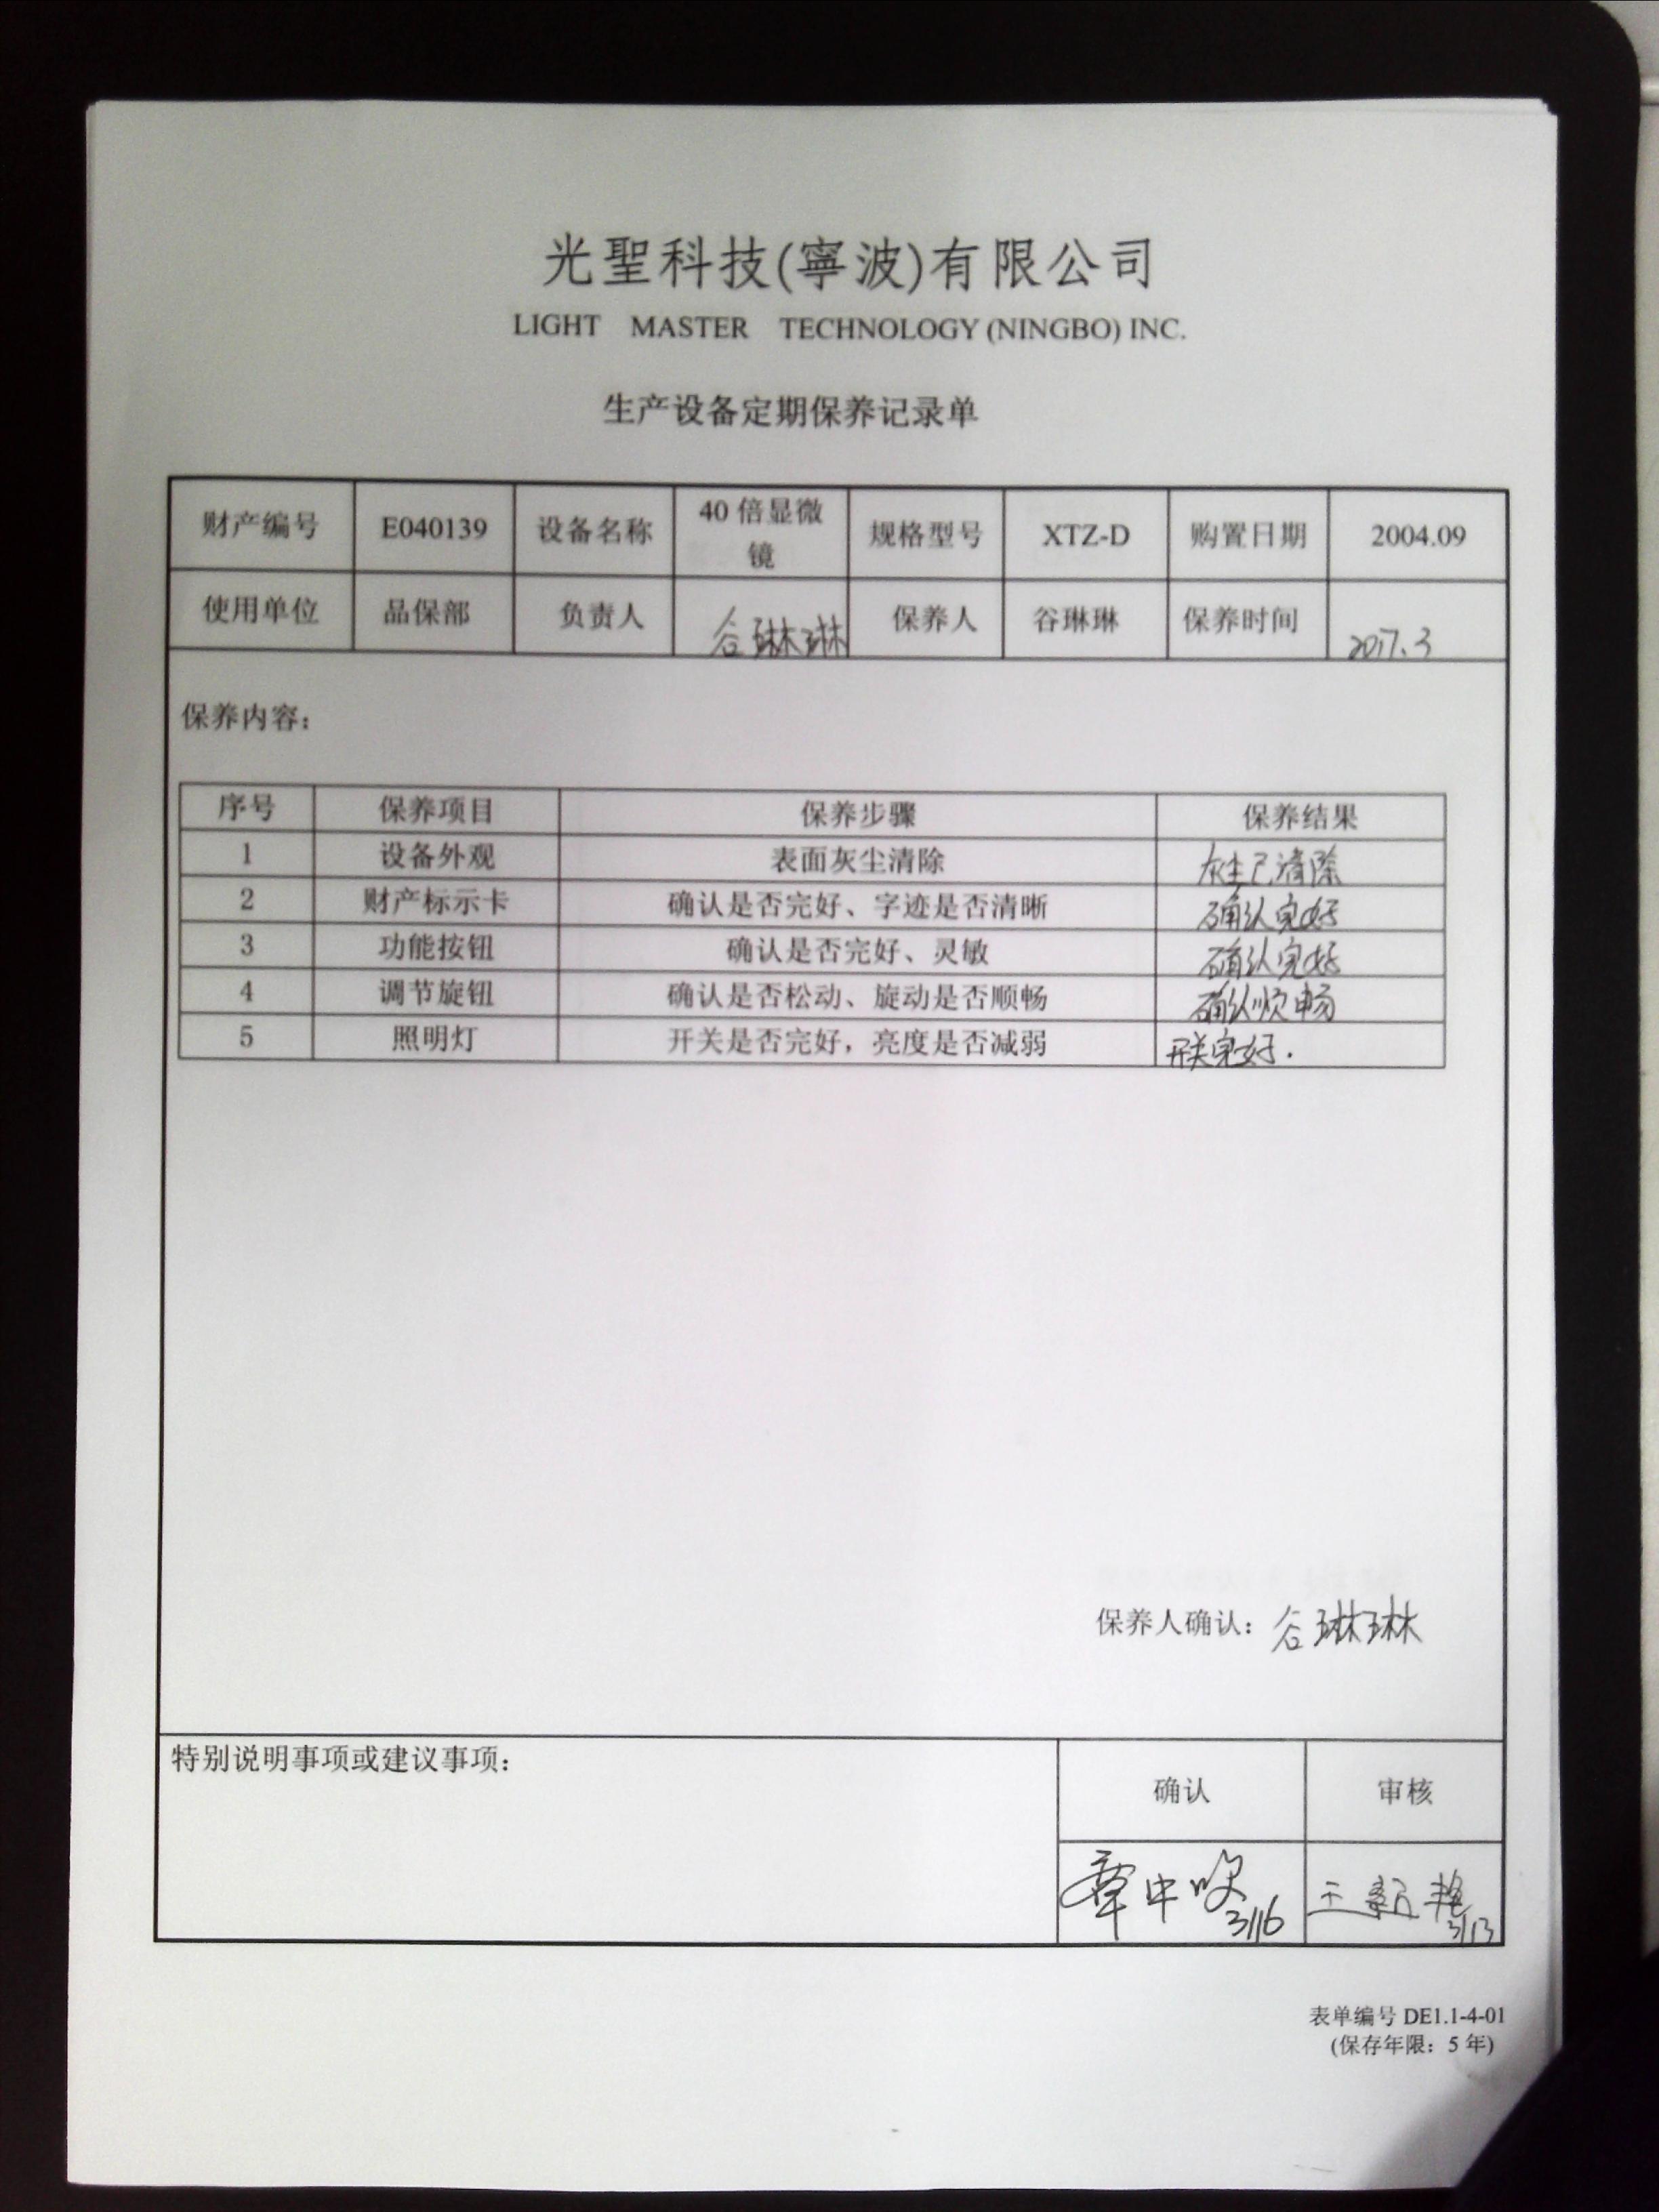 光聖科技(寧波)有限公司
LIGHT MASTER TECHNOLOGY (NINGBO) INC.
生产设备定期保养记录单
财产编号 E040139 设备名称 40 倍显微镜 规格型号 XTZ-D 购置日期 2004.09
使用单位 品保部 负责人 谷琳琳 保养人 谷琳琳 保养时间 2017.3
保养内容：
序号 保养项目 保养步骤 保养结果
1 设备外观 表面灰尘清除 灰尘已清除
2 财产标示卡 确认是否完好、字迹是否清晰 确认完好
3 功能按钮 确认是否完好、灵敏 确认完好
4 调节旋钮 确认是否松动、旋动是否顺畅 确认顺畅
5 照明灯 开关是否完好，亮度是否减弱 开关完好.
保养人确认：谷琳琳
特别说明事项或建议事项：
确认 审核
3/16 3/13
表单编号 DE1.1-4-01
(保存年限：5 年)